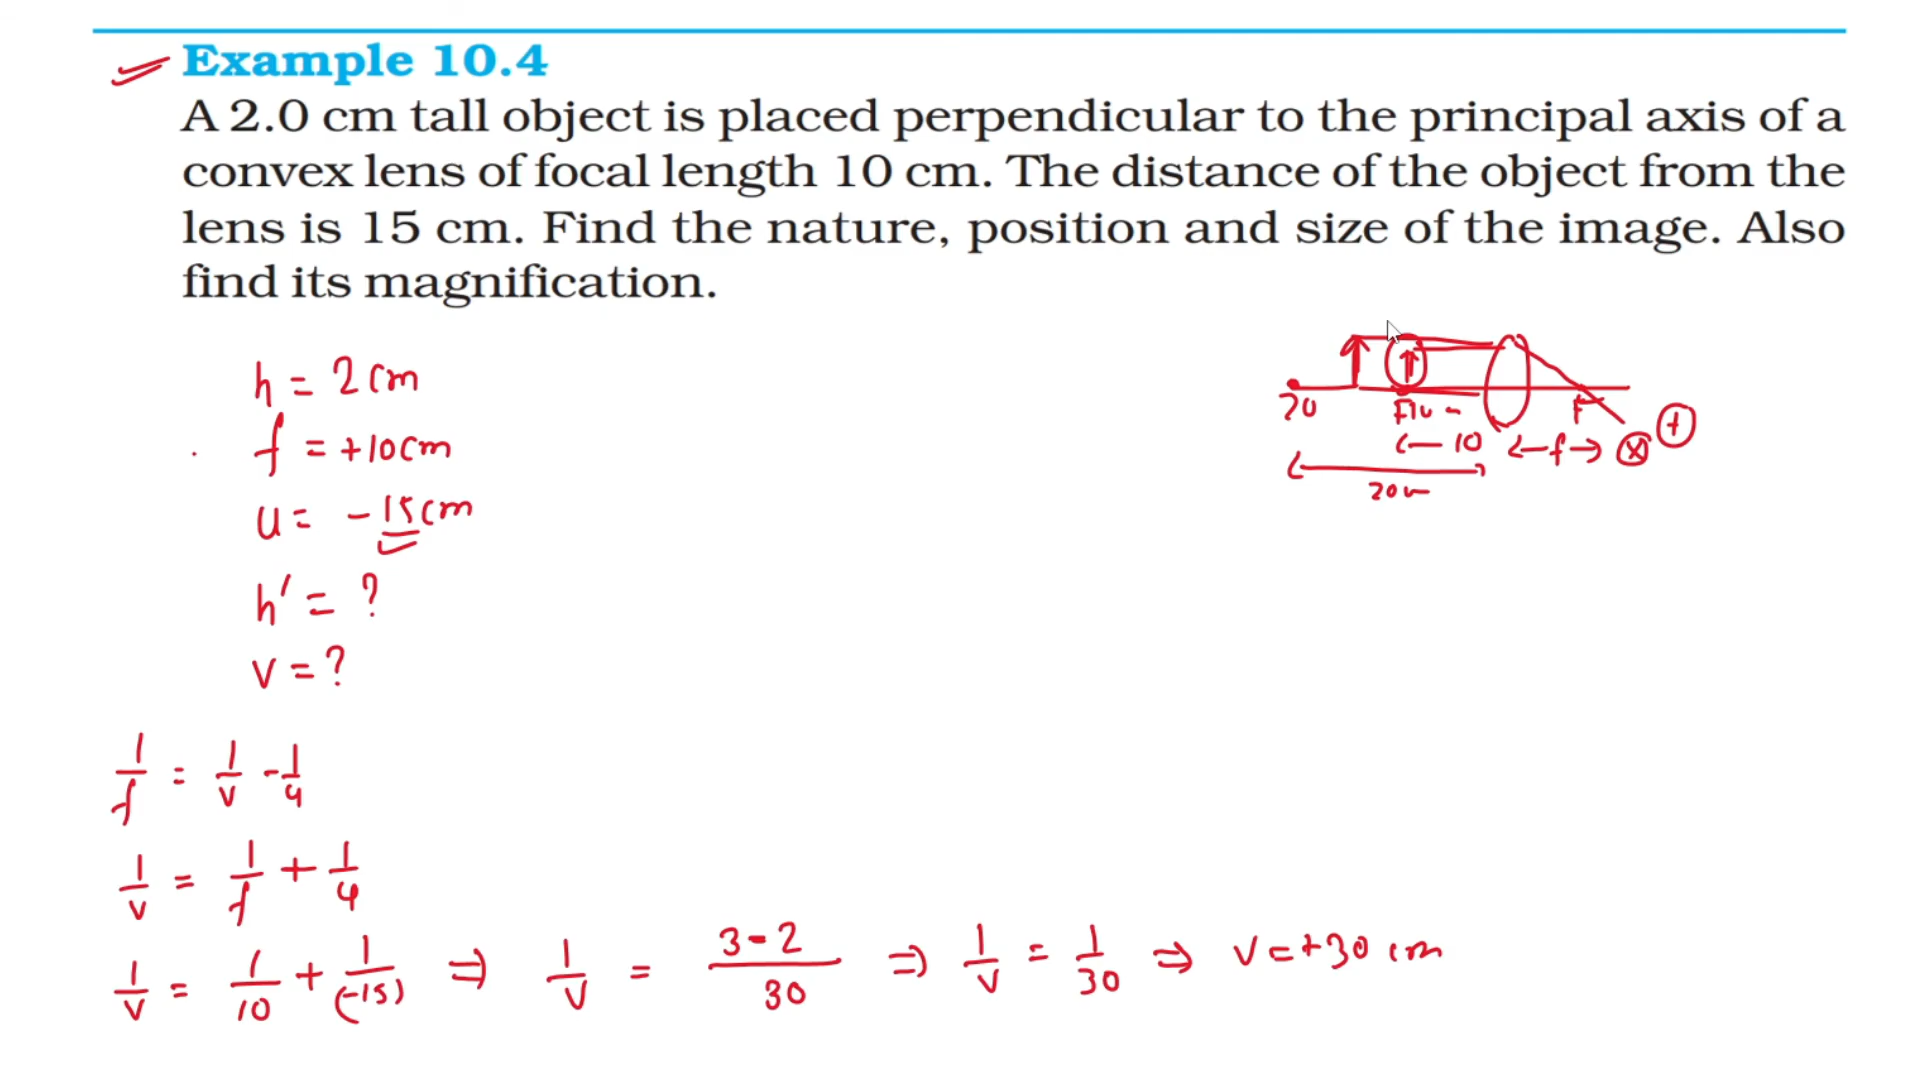 Example 10.4
A 2.0 cm tall object is placed perpendicular to the principal axis of a
convex lens of focal length 10 cm. The distance of the object from the
lens is 15 cm. Find the nature, position and size of the image. Also
find its magnification.
h = 2 cm
f = +10 cm
u = -15 cm
h' = ?
v = ?
20
F
← 10
← f →
20
(+)
1/f = 1/v - 1/u
1/v = 1/f + 1/u
1/v = 1/10 + 1/(-15) ⇒ 1/v = 3-2/30 ⇒ 1/v = 1/30 ⇒ v = +30 cm